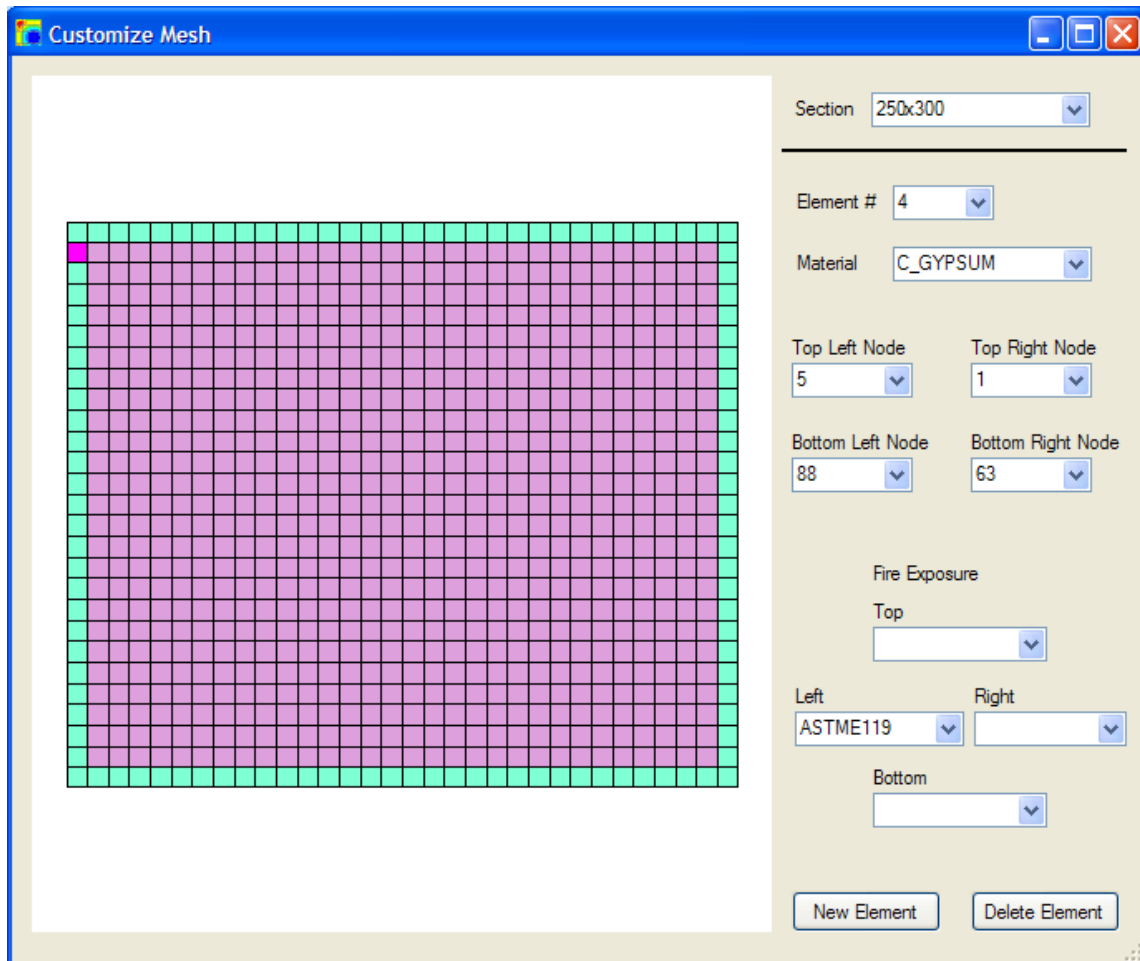 Customize Mesh
Section 250x300
Element # 4
Material C_GYPSUM
Top Left Node Top Right Node
5 1
Bottom Left Node Bottom Right Node
88 63
Fire Exposure
Top
Left Right
ASTME119
Bottom
New Element Delete Element